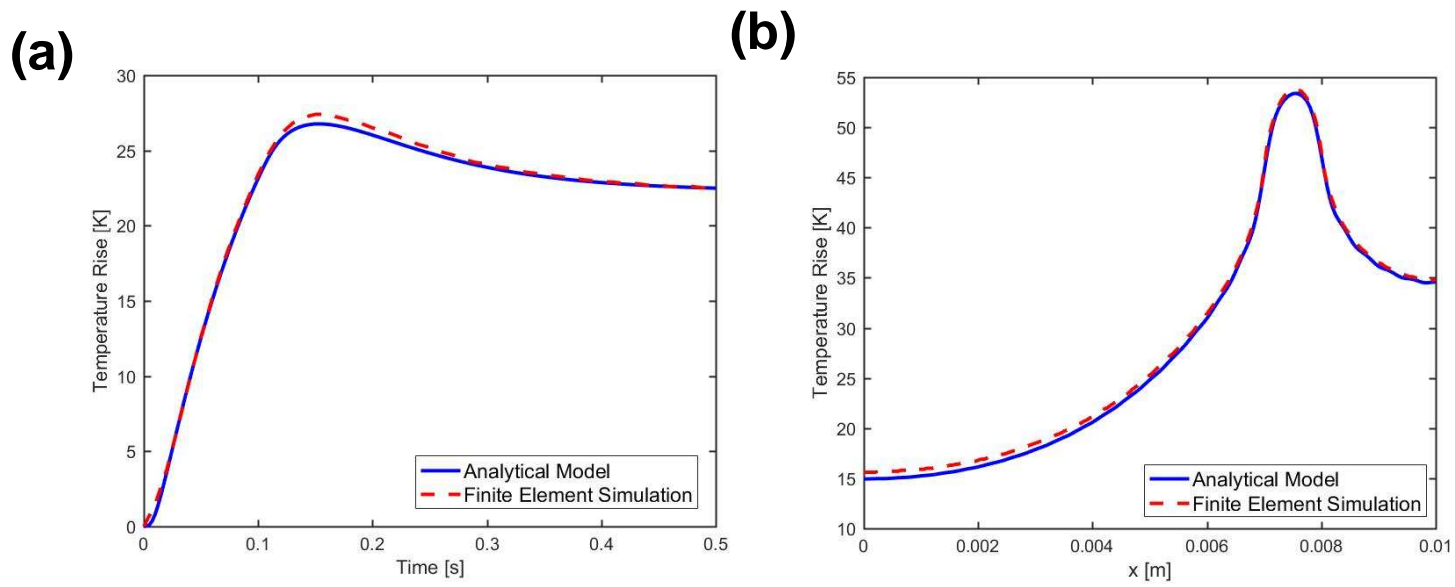 (a)
30
25
20
15
10
5
0
Temperature Rise [K]
Analytical Model
Finite Element Simulation
0 0.1 0.2 0.3 0.4 0.5
Time [s]
(b)
55
50
45
40
35
30
25
20
15
10
Temperature Rise [K]
Analytical Model
Finite Element Simulation
0 0.002 0.004 0.006 0.008 0.01
x [m]